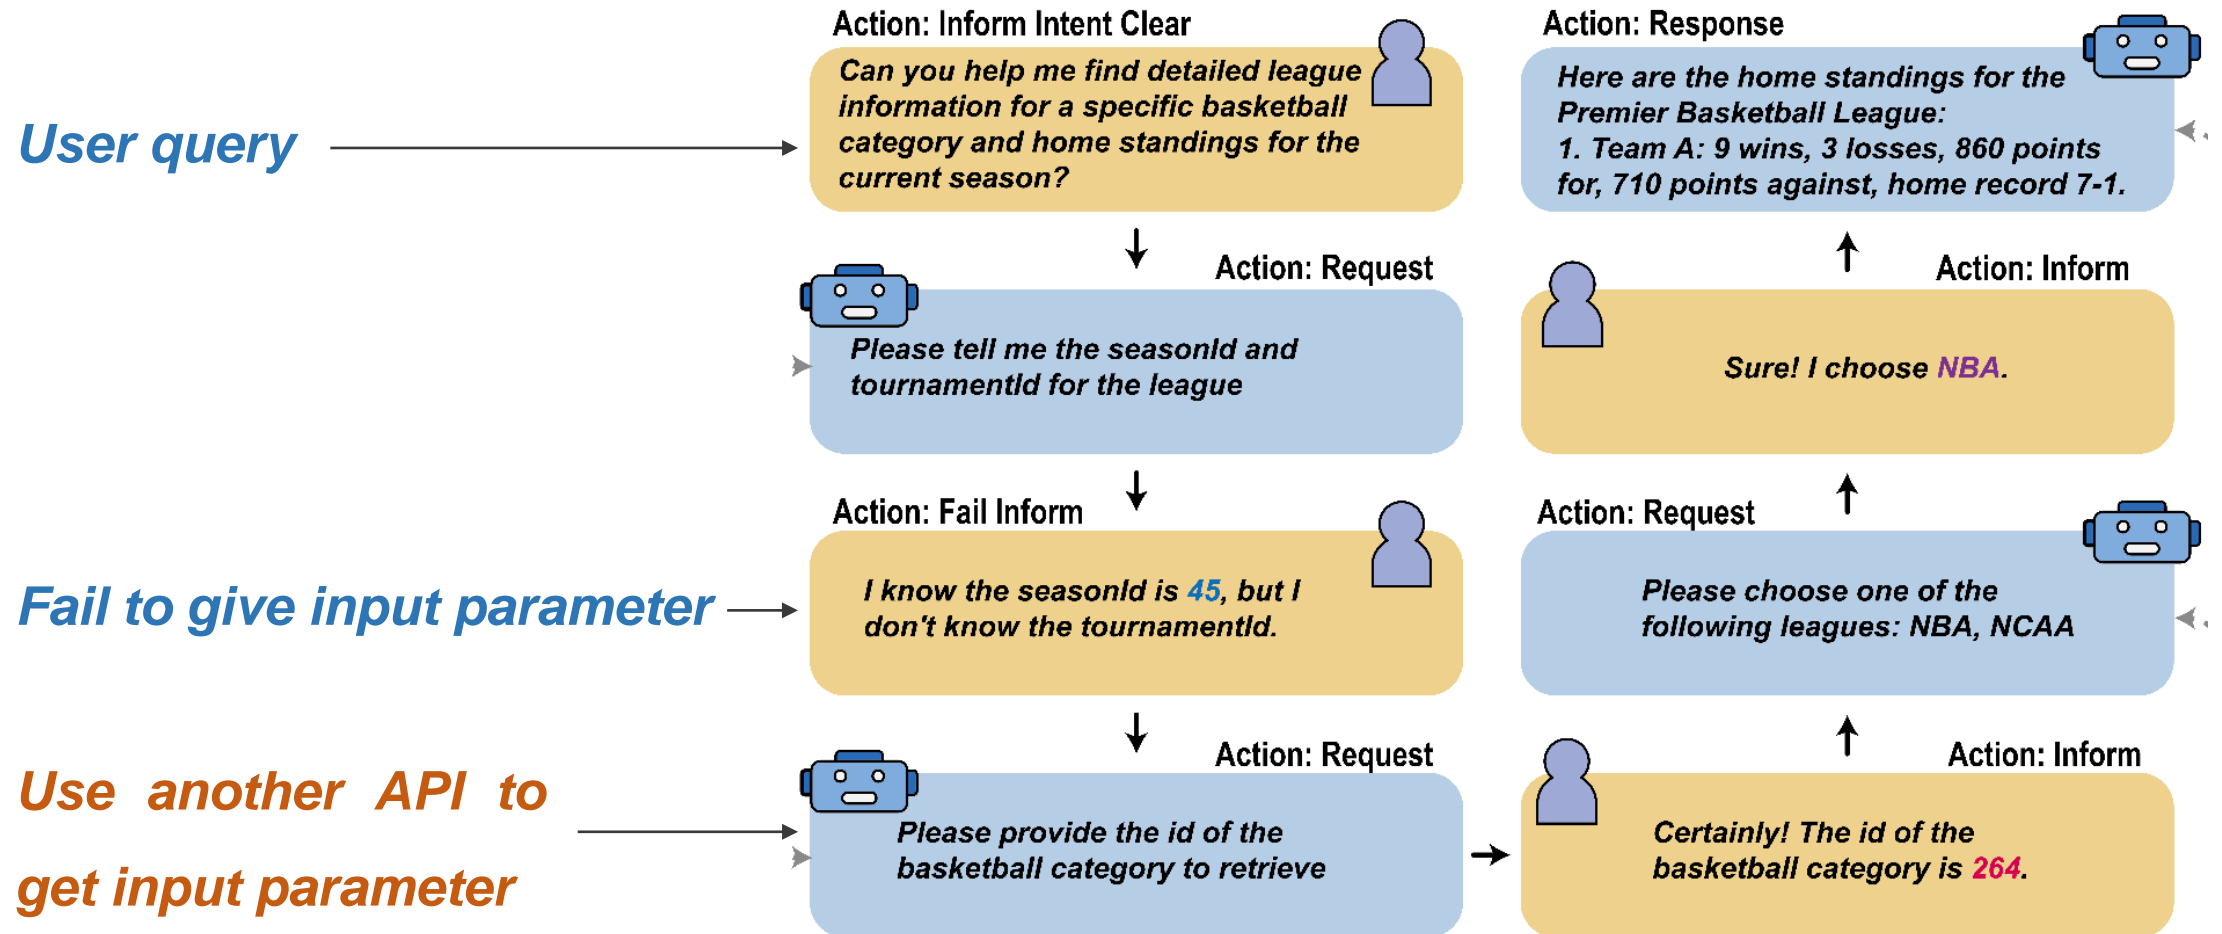 User query
Action: Inform Intent Clear
Can you help me find detailed league
information for a specific basketball
category and home standings for the
current season?
Action: Request
Please tell me the seasonId and
tournamentId for the league
Fail to give input parameter
Action: Fail Inform
I know the seasonId is 45, but I
don't know the tournamentId.
Use another API to
get input parameter
Action: Request
Please provide the id of the
basketball category to retrieve
Action: Inform
Certainly! The id of the
basketball category is 264.
Action: Request
Please choose one of the
following leagues: NBA, NCAA
Action: Inform
Sure! I choose NBA.
Action: Response
Here are the home standings for the
Premier Basketball League:
1. Team A: 9 wins, 3 losses, 860 points
for, 710 points against, home record 7-1.